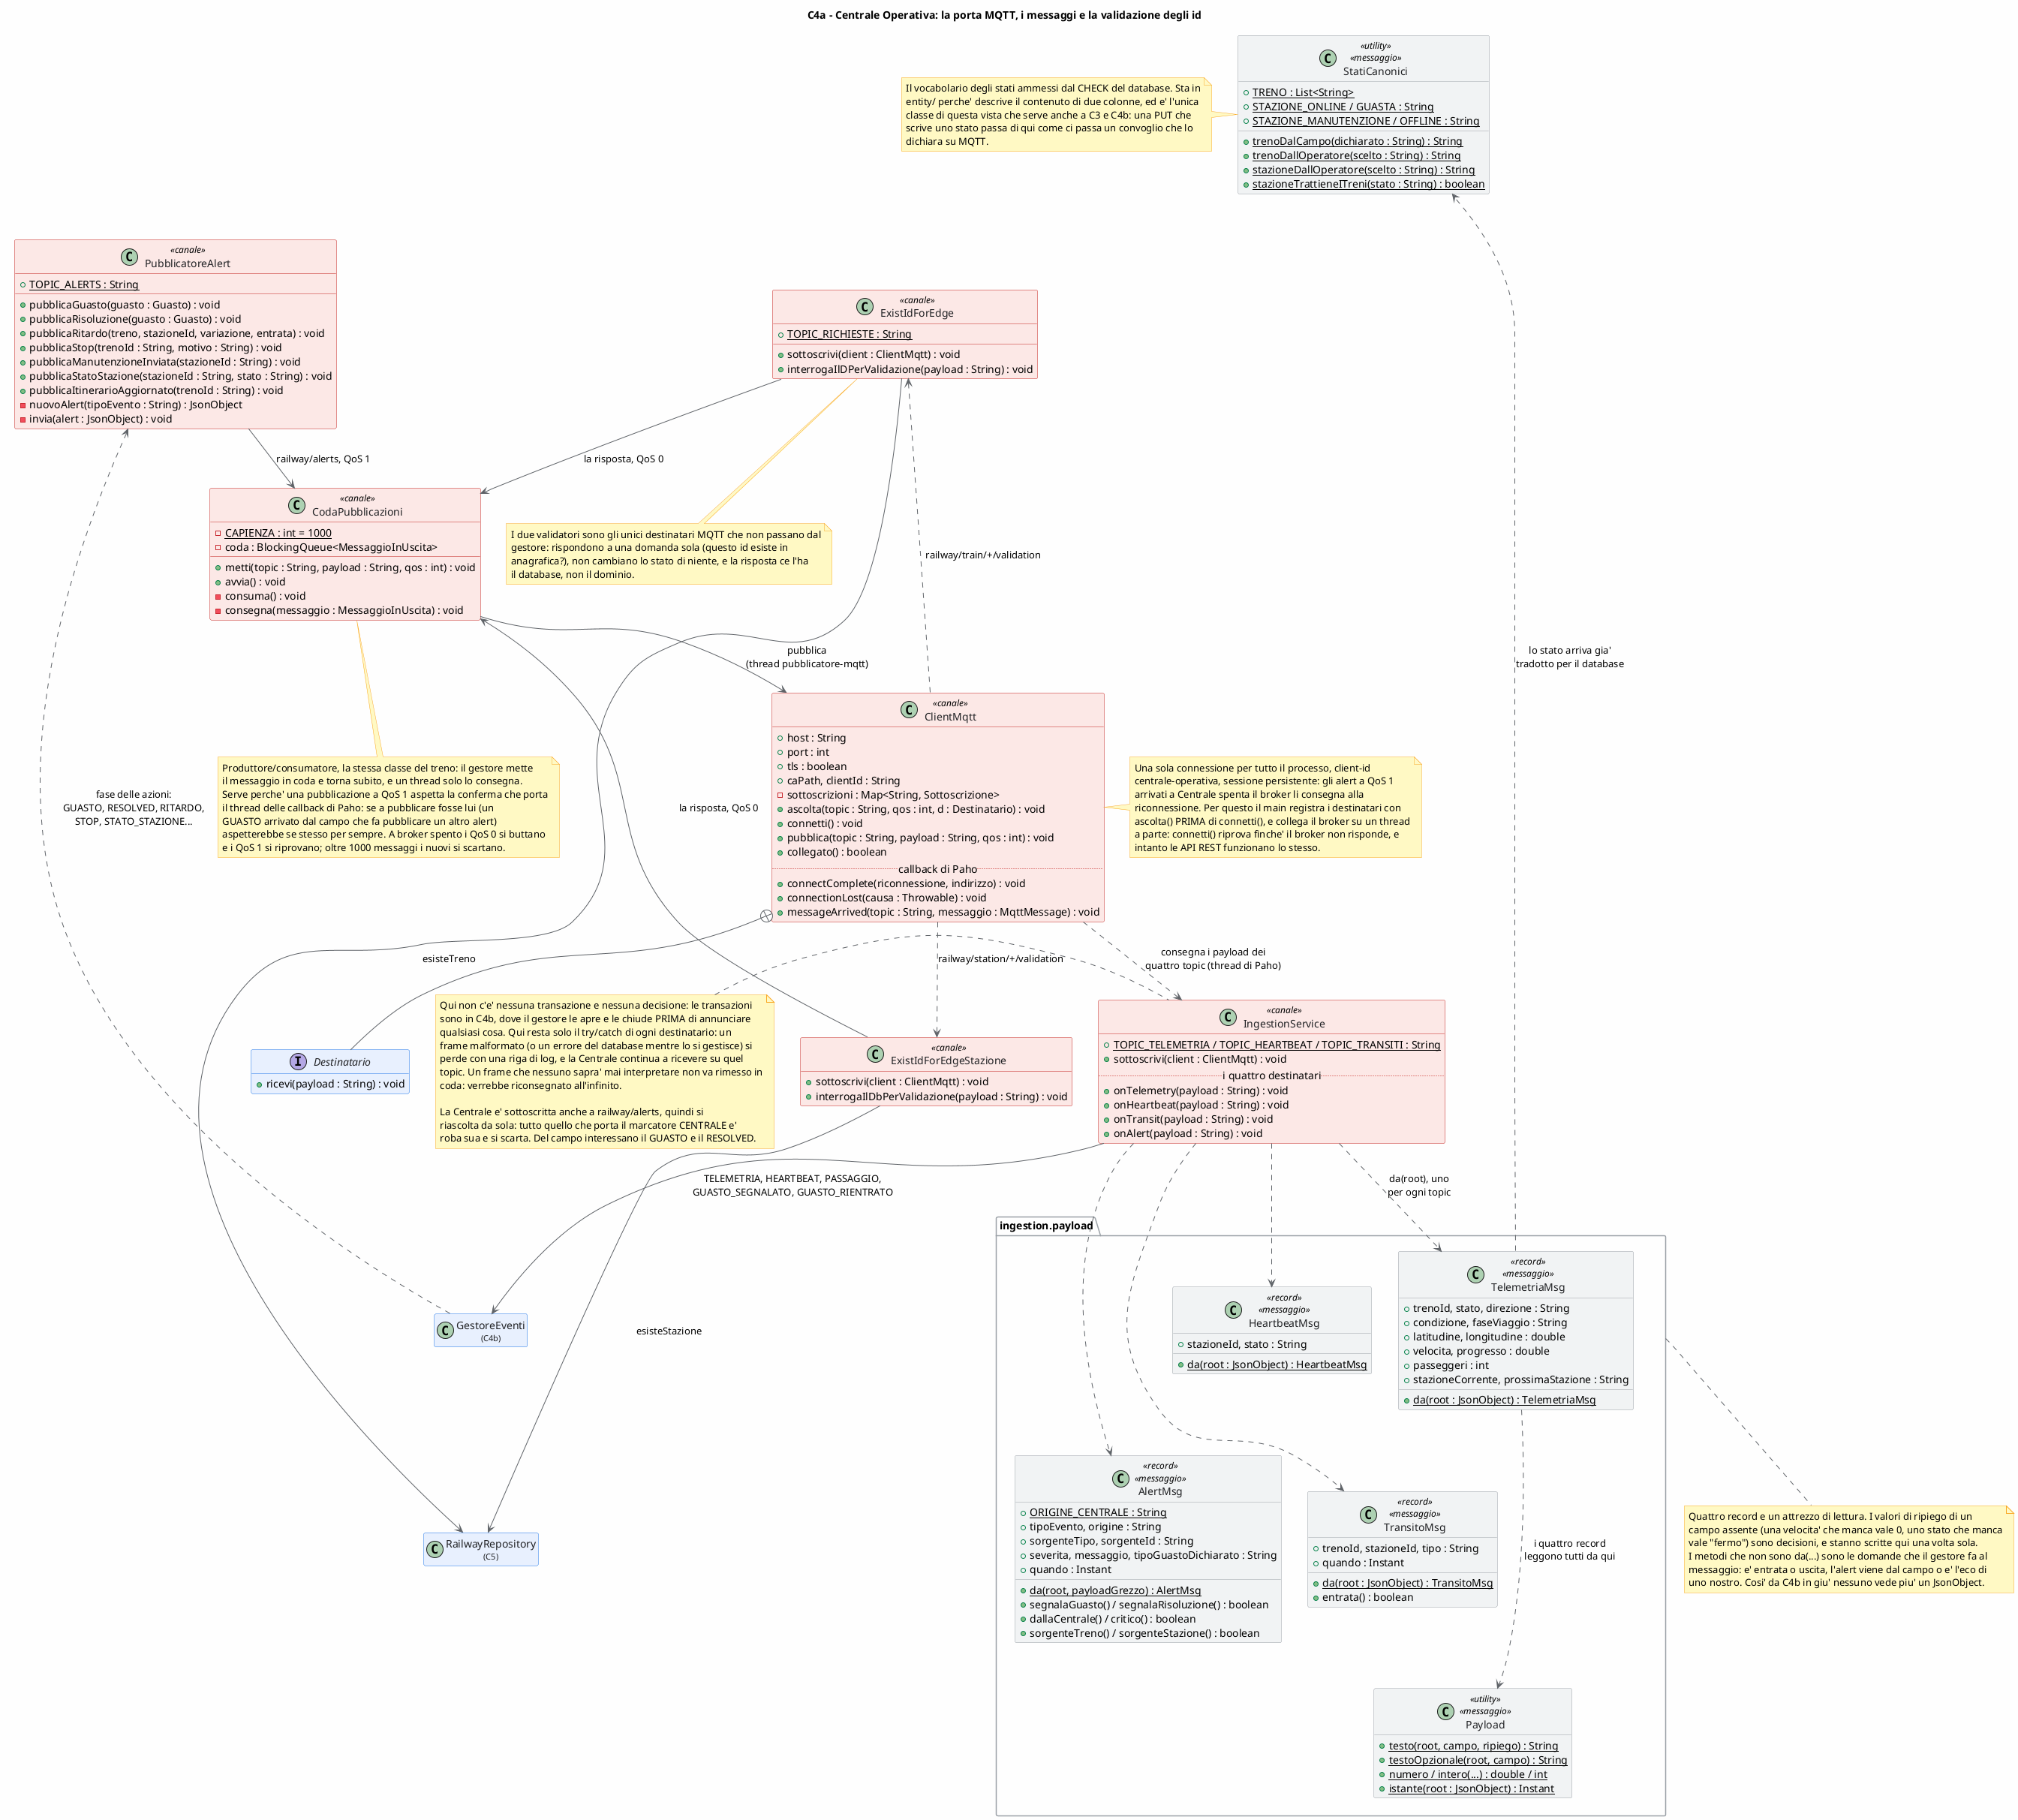 C4a - Centrale Operativa: la porta MQTT, i messaggi e la validazione degli id
«utility»
«messaggio»
StatiCanonici
TRENO : List<String>
STAZIONE_ONLINE / GUASTA : String
STAZIONE_MANUTENZIONE / OFFLINE : String
trenoDalCampo(dichiarato : String) : String
trenoDallOperatore(scelto : String) : String
stazioneDallOperatore(scelto : String) : String
stazioneTrattieneITreni(stato : String) : boolean
Il vocabolario degli stati ammessi dal CHECK del database. Sta in
entity/ perche' descrive il contenuto di due colonne, ed e' l'unica
classe di questa vista che serve anche a C3 e C4b: una PUT che
scrive uno stato passa di qui come ci passa un convoglio che lo
dichiara su MQTT.
«canale»
PubblicatoreAlert
TOPIC_ALERTS : String
pubblicaGuasto(guasto : Guasto) : void
pubblicaRisoluzione(guasto : Guasto) : void
pubblicaRitardo(treno, stazioneId, variazione, entrata) : void
pubblicaStop(trenoId : String, motivo : String) : void
pubblicaManutenzioneInviata(stazioneId : String) : void
pubblicaStatoStazione(stazioneId : String, stato : String) : void
pubblicaItinerarioAggiornato(trenoId : String) : void
nuovoAlert(tipoEvento : String) : JsonObject
invia(alert : JsonObject) : void
«canale»
ExistIdForEdge
TOPIC_RICHIESTE : String
sottoscrivi(client : ClientMqtt) : void
interrogaIlDPerValidazione(payload : String) : void
railway/alerts, QoS 1
la risposta, QoS 0
«canale»
CodaPubblicazioni
CAPIENZA : int = 1000
coda : BlockingQueue<MessaggioInUscita>
metti(topic : String, payload : String, qos : int) : void
avvia() : void
consuma() : void
consegna(messaggio : MessaggioInUscita) : void
I due validatori sono gli unici destinatari MQTT che non passano dal
gestore: rispondono a una domanda sola (questo id esiste in
anagrafica?), non cambiano lo stato di niente, e la risposta ce l'ha
il database, non il dominio.
railway/train/+/validation
pubblica
(thread pubblicatore-mqtt)
lo stato arriva gia'
tradotto per il database
«canale»
ClientMqtt
host : String
port : int
tls : boolean
caPath, clientId : String
sottoscrizioni : Map<String, Sottoscrizione>
ascolta(topic : String, qos : int, d : Destinatario) : void
connetti() : void
pubblica(topic : String, payload : String, qos : int) : void
collegato() : boolean
callback di Paho
connectComplete(riconnessione, indirizzo) : void
connectionLost(causa : Throwable) : void
messageArrived(topic : String, messaggio : MqttMessage) : void
Una sola connessione per tutto il processo, client-id
centrale-operativa, sessione persistente: gli alert a QoS 1
arrivati a Centrale spenta il broker li consegna alla
riconnessione. Per questo il main registra i destinatari con
ascolta() PRIMA di connetti(), e collega il broker su un thread
a parte: connetti() riprova finche' il broker non risponde, e
intanto le API REST funzionano lo stesso.
Produttore/consumatore, la stessa classe del treno: il gestore mette
il messaggio in coda e torna subito, e un thread solo lo consegna.
Serve perche' una pubblicazione a QoS 1 aspetta la conferma che porta
il thread delle callback di Paho: se a pubblicare fosse lui (un
GUASTO arrivato dal campo che fa pubblicare un altro alert)
aspetterebbe se stesso per sempre. A broker spento i QoS 0 si buttano
e i QoS 1 si riprovano; oltre 1000 messaggi i nuovi si scartano.
fase delle azioni:
GUASTO, RESOLVED, RITARDO,
STOP, STATO_STAZIONE...
la risposta, QoS 0
esisteTreno
railway/station/+/validation
consegna i payload dei
quattro topic (thread di Paho)
Destinatario
ricevi(payload : String) : void
Qui non c'e' nessuna transazione e nessuna decisione: le transazioni
sono in C4b, dove il gestore le apre e le chiude PRIMA di annunciare
qualsiasi cosa. Qui resta solo il try/catch di ogni destinatario: un
frame malformato (o un errore del database mentre lo si gestisce) si
perde con una riga di log, e la Centrale continua a ricevere su quel
topic. Un frame che nessuno sapra' mai interpretare non va rimesso in
coda: verrebbe riconsegnato all'infinito.
La Centrale e' sottoscritta anche a railway/alerts, quindi si
riascolta da sola: tutto quello che porta il marcatore CENTRALE e'
roba sua e si scarta. Del campo interessano il GUASTO e il RESOLVED.
«canale»
ExistIdForEdgeStazione
sottoscrivi(client : ClientMqtt) : void
interrogaIlDbPerValidazione(payload : String) : void
«canale»
IngestionService
TOPIC_TELEMETRIA / TOPIC_HEARTBEAT / TOPIC_TRANSITI : String
sottoscrivi(client : ClientMqtt) : void
i quattro destinatari
onTelemetry(payload : String) : void
onHeartbeat(payload : String) : void
onTransit(payload : String) : void
onAlert(payload : String) : void
TELEMETRIA, HEARTBEAT, PASSAGGIO,
GUASTO_SEGNALATO, GUASTO_RIENTRATO
da(root), uno
per ogni topic
ingestion.payload
GestoreEventi
(C4b)
esisteStazione
«record»
«messaggio»
HeartbeatMsg
stazioneId, stato : String
da(root : JsonObject) : HeartbeatMsg
«record»
«messaggio»
TelemetriaMsg
trenoId, stato, direzione : String
condizione, faseViaggio : String
latitudine, longitudine : double
velocita, progresso : double
passeggeri : int
stazioneCorrente, prossimaStazione : String
da(root : JsonObject) : TelemetriaMsg
RailwayRepository
(C5)
«record»
«messaggio»
AlertMsg
ORIGINE_CENTRALE : String
tipoEvento, origine : String
sorgenteTipo, sorgenteId : String
severita, messaggio, tipoGuastoDichiarato : String
quando : Instant
da(root, payloadGrezzo) : AlertMsg
segnalaGuasto() / segnalaRisoluzione() : boolean
dallaCentrale() / critico() : boolean
sorgenteTreno() / sorgenteStazione() : boolean
«record»
«messaggio»
TransitoMsg
trenoId, stazioneId, tipo : String
quando : Instant
da(root : JsonObject) : TransitoMsg
entrata() : boolean
i quattro record
leggono tutti da qui
Quattro record e un attrezzo di lettura. I valori di ripiego di un
campo assente (una velocita' che manca vale 0, uno stato che manca
vale "fermo") sono decisioni, e stanno scritte qui una volta sola.
I metodi che non sono da(...) sono le domande che il gestore fa al
messaggio: e' entrata o uscita, l'alert viene dal campo o e' l'eco di
uno nostro. Cosi' da C4b in giu' nessuno vede piu' un JsonObject.
«utility»
«messaggio»
Payload
testo(root, campo, ripiego) : String
testoOpzionale(root, campo) : String
numero / intero(...) : double / int
istante(root : JsonObject) : Instant